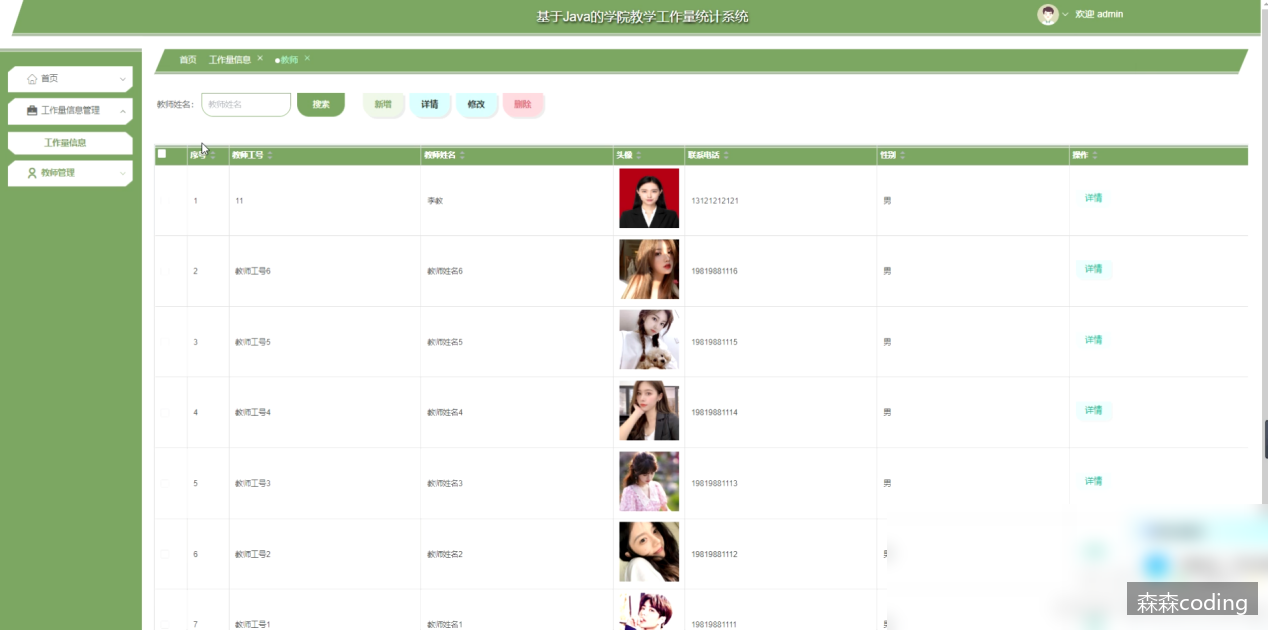 基于Java的学院教学工作量统计系统
欢迎 admin
首页 工作量信息 × ●教师 ×
首页
工作量信息管理
工作量信息
教师管理
教师姓名: 教师姓名 搜索 新增 详情 修改 删除
序号 教师工号 教师姓名 头像 联系电话 性别 操作
1 11 李教 13121212121 男 详情
2 教师工号6 教师姓名6 19819881116 男 详情
3 教师工号5 教师姓名5 19819881115 男 详情
4 教师工号4 教师姓名4 19819881114 男 详情
5 教师工号3 教师姓名3 19819881113 男 详情
6 教师工号2 教师姓名2 19819881112
7 教师工号1 教师姓名1 19819881111
森森coding